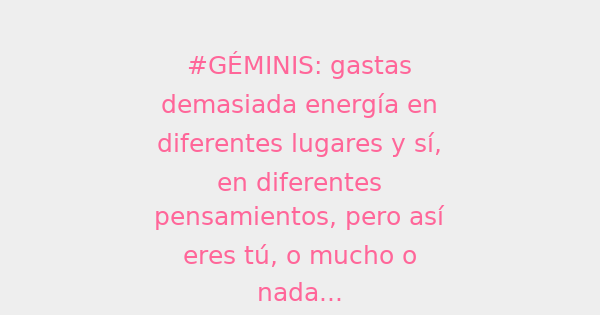 #GÉMINIS: gastas
demasiada energía en
diferentes lugares y sí,
en diferentes
pensamientos, pero así
eres tú, o mucho o
nada...